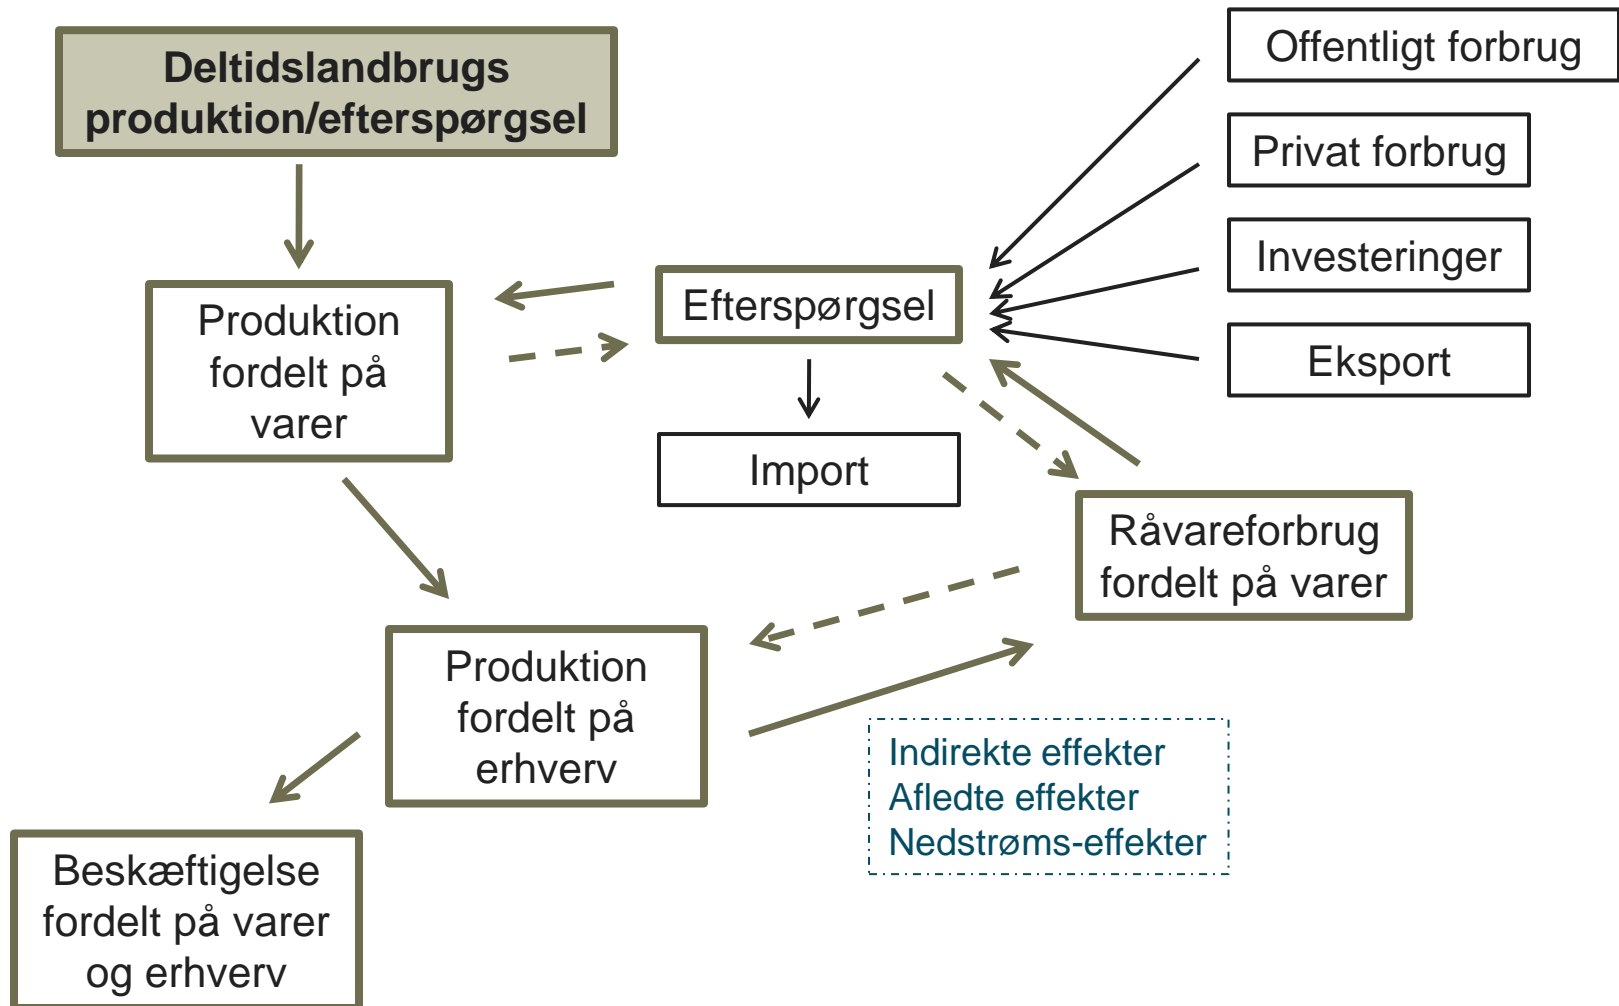 Deltidslandbrugs
produktion/efterspørgsel
Offentligt forbrug
Privat forbrug
Investeringer
Eksport
Efterspørgsel
Produktion
fordelt på
varer
Import
Råvareforbrug
fordelt på varer
Produktion
fordelt på
erhverv
Indirekte effekter
Afledte effekter
Nedstrøms-effekter
Beskæftigelse
fordelt på varer
og erhverv